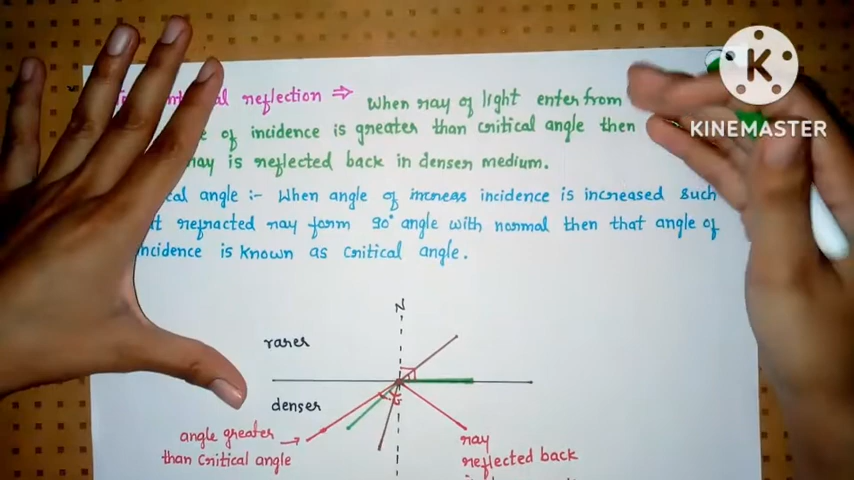 nal reflection ⇒ When ray of light enter from
of incidence is greater than critical angle then
ray is reflected back in denser medium.
cal angle :- When angle of increas incidence is increased such
refracted ray form 90° angle with normal then that angle of
incidence is known as critical angle.
N
rarer
denser
angle greater
than critical angle
ray
reflected back
K
KINEMASTER